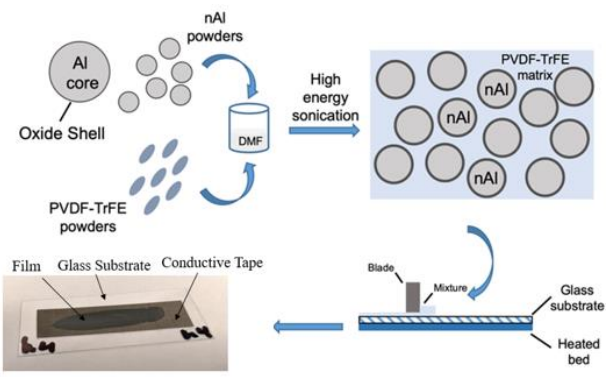 nAl
powders
Al
core
Oxide Shell
DMF
PVDF-TrFE
powders
High
energy
sonication
PVDF-TrFE
matrix
nAl
nAl
nAl
Blade
Mixture
Glass
substrate
Heated
bed
Film
Glass Substrate
Conductive Tape